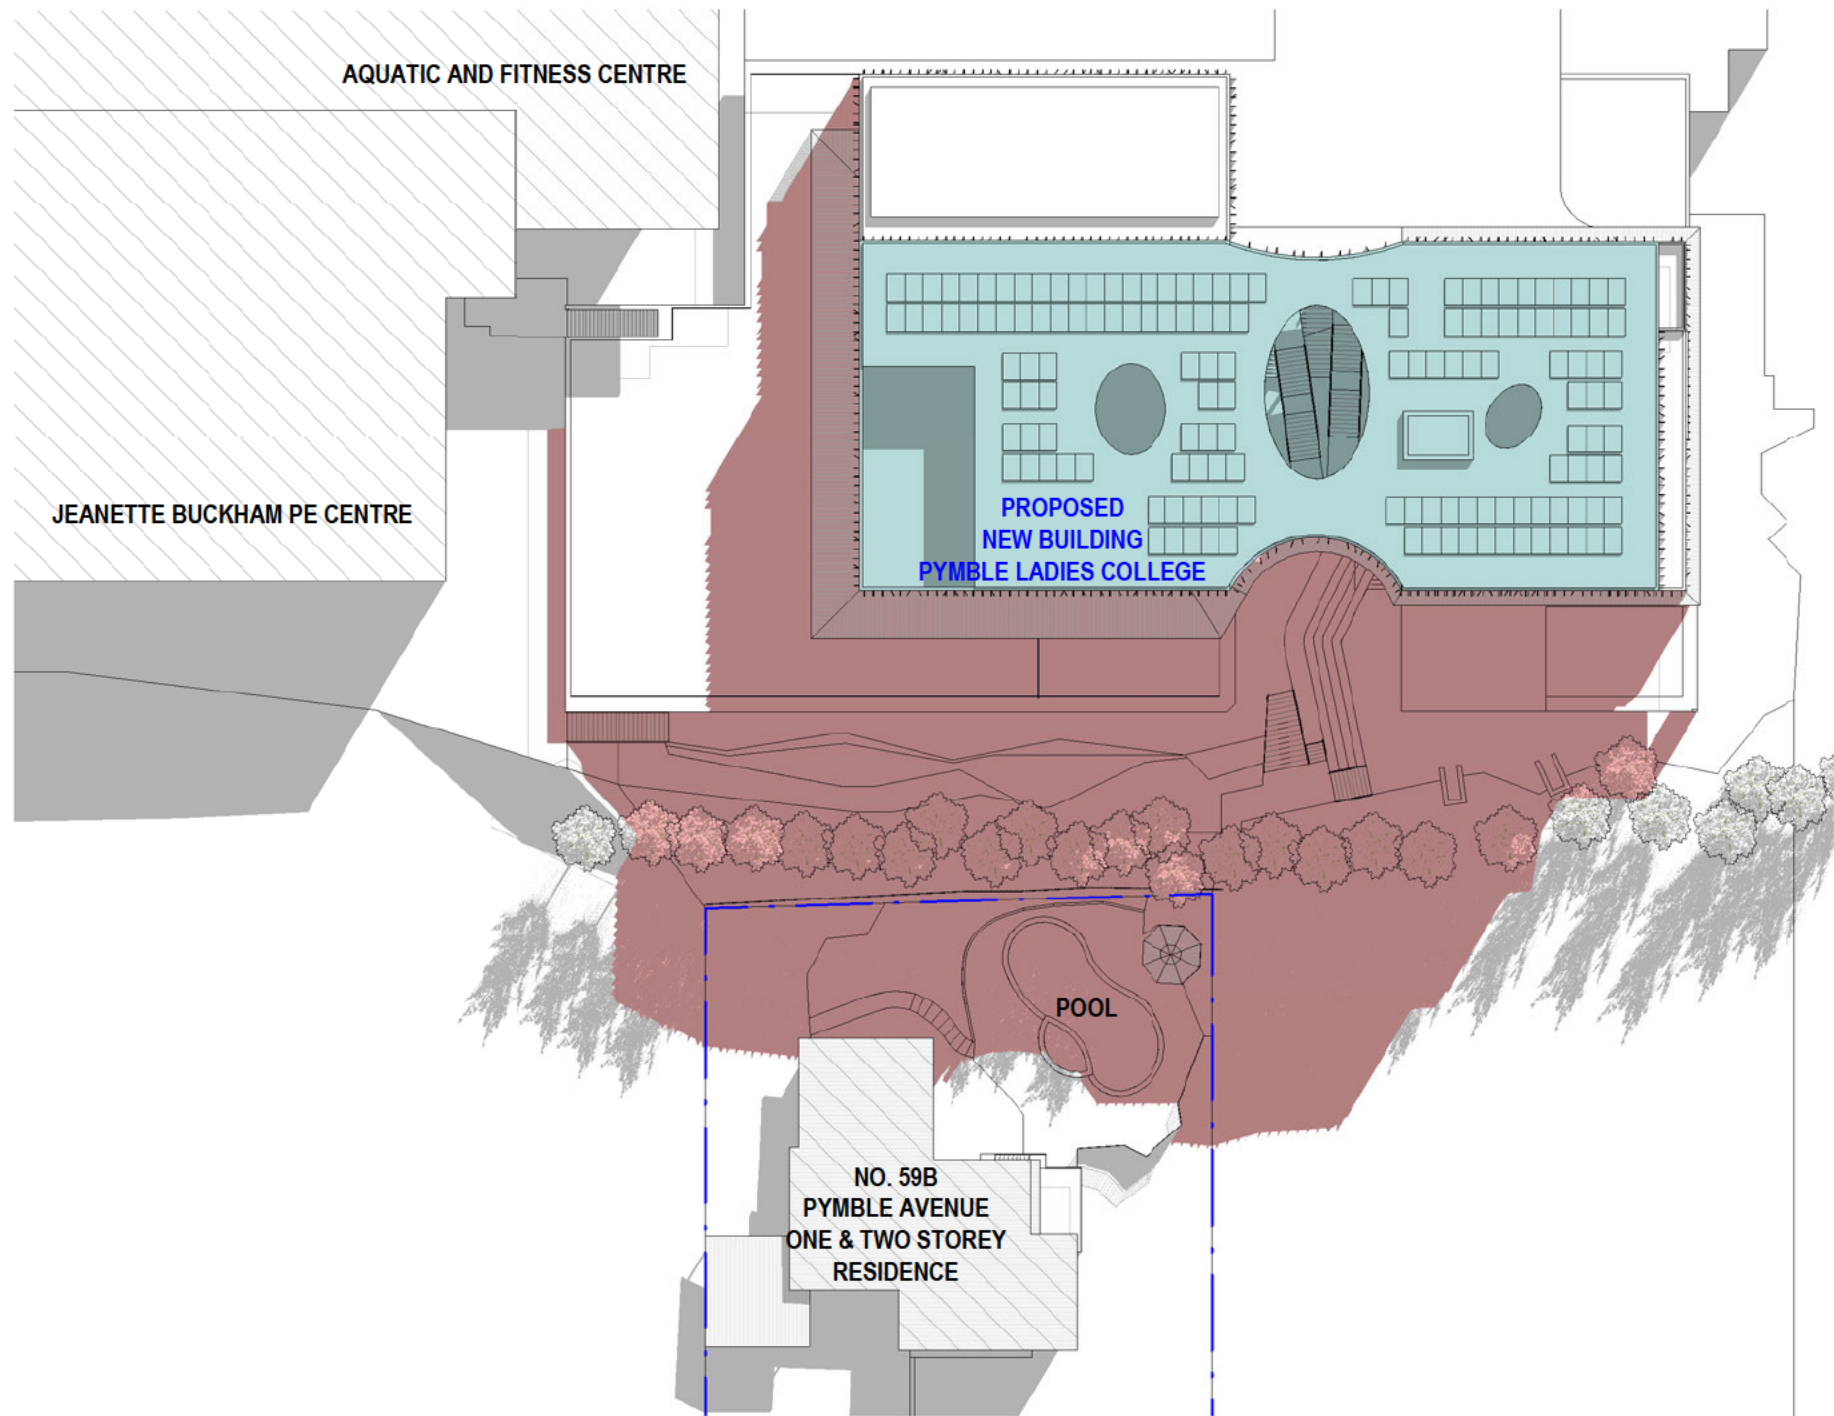 AQUATIC AND FITNESS CENTRE
JEANETTE BUCKHAM PE CENTRE
PROPOSED
NEW BUILDING
PYMBLE LADIES COLLEGE
POOL
NO. 59B
PYMBLE AVENUE
ONE & TWO STOREY
RESIDENCE